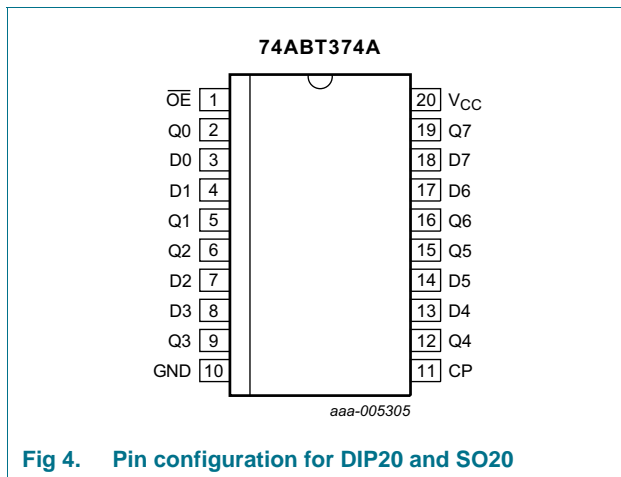 74ABT374A
O̅E̅ 1 20 VCC
Q0 2 19 Q7
D0 3 18 D7
D1 4 17 D6
Q1 5 16 Q6
Q2 6 15 Q5
D2 7 14 D5
D3 8 13 D4
Q3 9 12 Q4
GND 10 11 CP
aaa-005305
Fig 4. Pin configuration for DIP20 and SO20